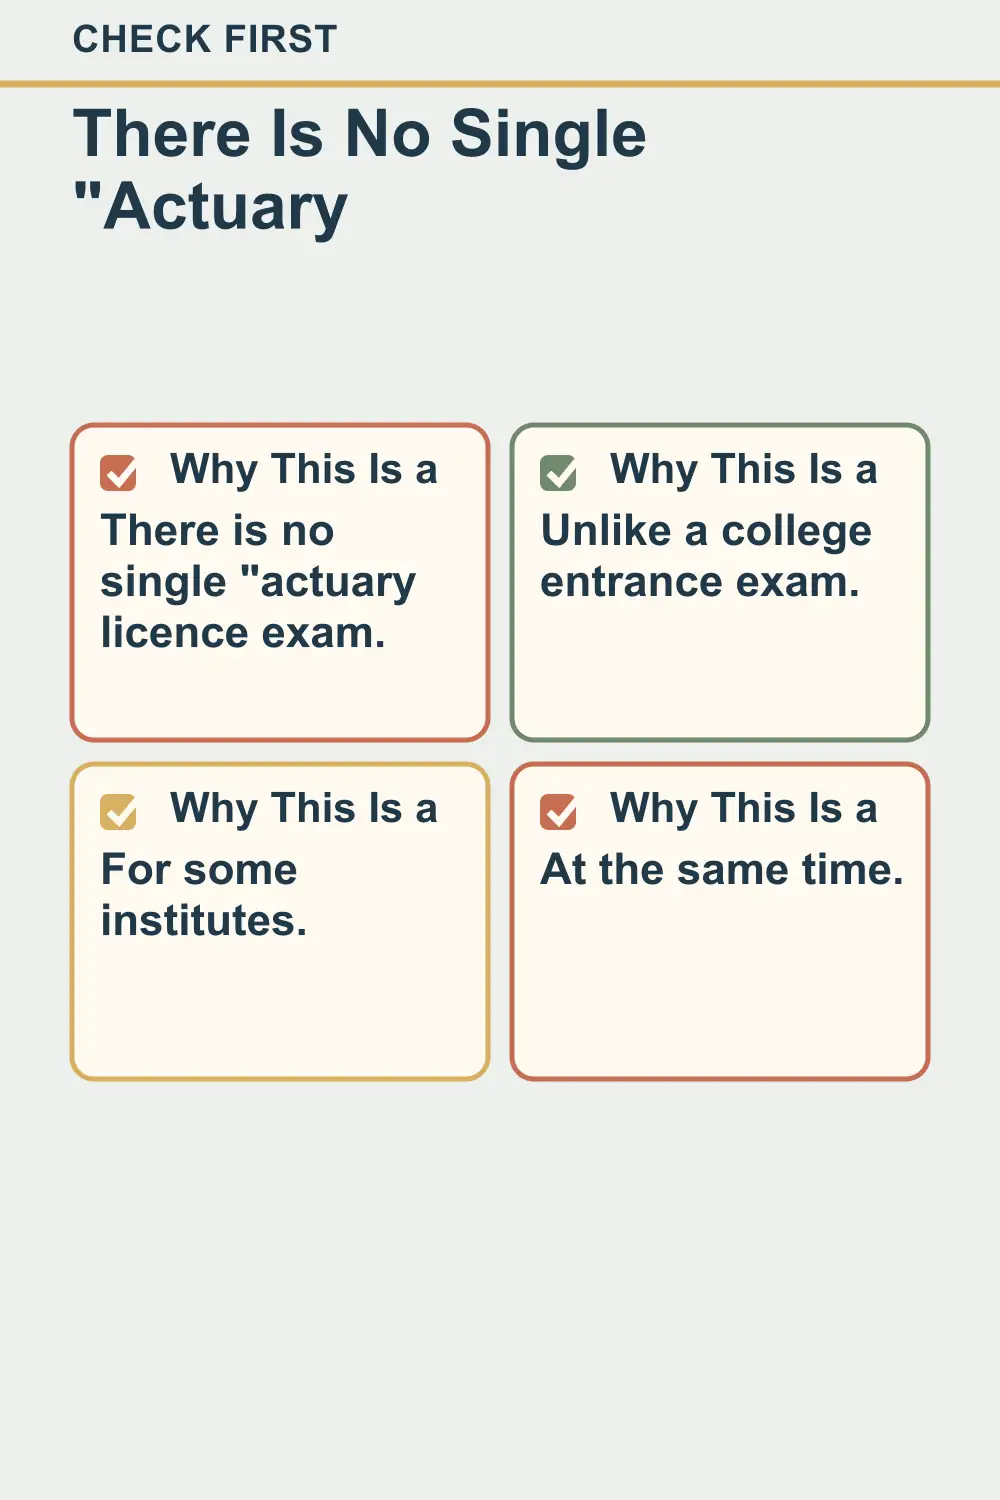 CHECK FIRST
There Is No Single
"Actuary
Why This Is a
There is no
single "actuary
licence exam.
Why This Is a
Unlike a college
entrance exam.
Why This Is a
For some
institutes.
Why This Is a
At the same time.